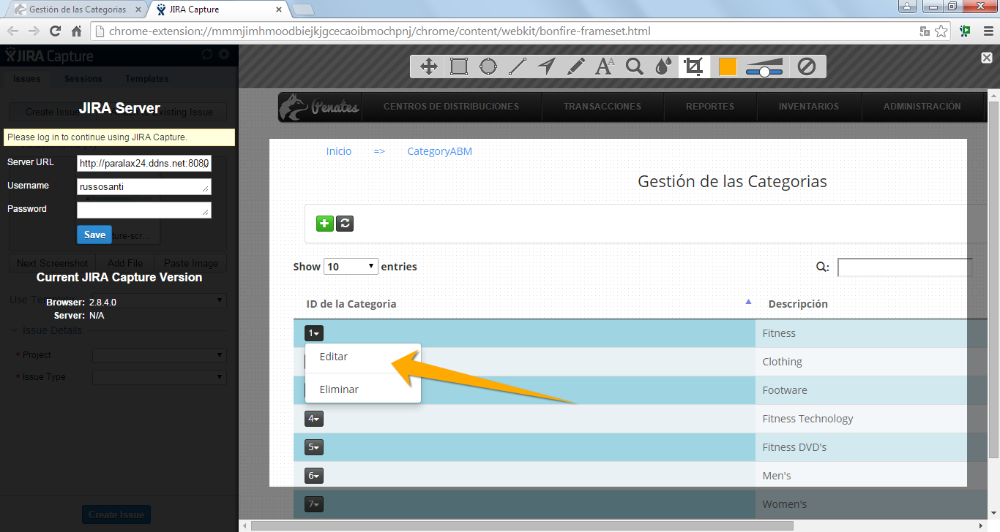 Gestión de las Categorias
JIRA Capture
chrome-extension://mmmjimhmoodbiejkjgcecaoibmochpnj/chrome/content/webkit/bonfire-frameset.html
JIRA Capture
Issues Sessions Templates
Create Issue Existing Issue
JIRA Server
Please log in to continue using JIRA Capture.
Server URL http://paralax24.ddns.net:8080
Username russosanti
Password
Save
ture-scr...
Next Screenshot Add File Paste Image
Current JIRA Capture Version
Use
Browser: 2.8.4.0
Server: N/A
Issue Details
* Project
* Issue Type
Create Issue
Penates
CENTROS DE DISTRIBUCIONES TRANSACCIONES REPORTES INVENTARIOS ADMINISTRACIÓN
Inicio => CategoryABM
Gestión de las Categorias
Show 10 entries
:
ID de la Categoria Descripción
1 Fitness
Editar
Clothing
Eliminar
Footware
4 Fitness Technology
5 Fitness DVD's
6 Men's
7 Women's